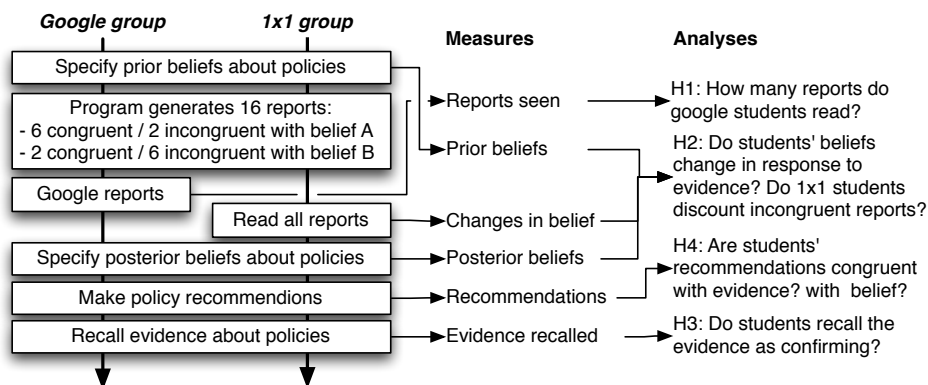 Google group
1x1 group
Measures
Analyses
Specify prior beliefs about policies
Program generates 16 reports:
- 6 congruent / 2 incongruent with belief A
- 2 congruent / 6 incongruent with belief B
Google reports
Read all reports
Specify posterior beliefs about policies
Make policy recommendions
Recall evidence about policies
Reports seen
Prior beliefs
Changes in belief
Posterior beliefs
Recommendations
Evidence recalled
H1: How many reports do
google students read?
H2: Do students' beliefs
change in response to
evidence? Do 1x1 students
discount incongruent reports?
H4: Are students'
recommendations congruent
with evidence? with  belief?
H3: Do students recall the
evidence as confirming?